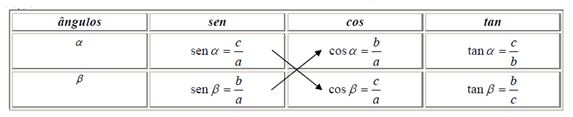 ângulos sen cos tan
α sen α = c/a cos α = b/a tan α = c/b
β sen β = b/a cos β = c/a tan β = b/c